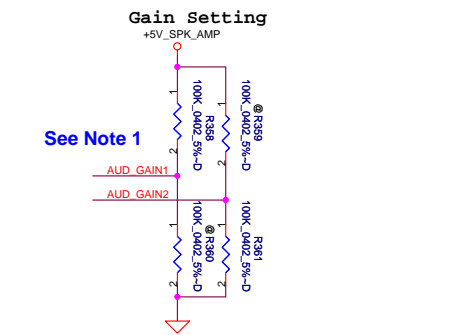 Gain Setting
+5V_SPK_AMP
1
1
100K_0402_5%~D
R358
100K_0402_5%~D
@ R359
See Note 1
2
2
AUD_GAIN1
AUD_GAIN2
1
1
100K_0402_5%~D
@ R360
100K_0402_5%~D
R361
2
2